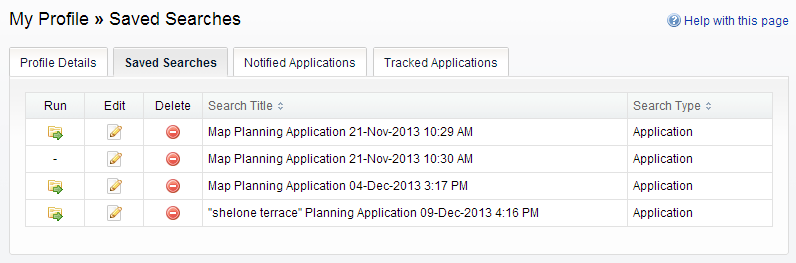 My Profile » Saved Searches
Help with this page
Profile Details Saved Searches Notified Applications Tracked Applications
Run Edit Delete Search Title Search Type
Map Planning Application 21-Nov-2013 10:29 AM Application
- Map Planning Application 21-Nov-2013 10:30 AM Application
Map Planning Application 04-Dec-2013 3:17 PM Application
"shelone terrace" Planning Application 09-Dec-2013 4:16 PM Application